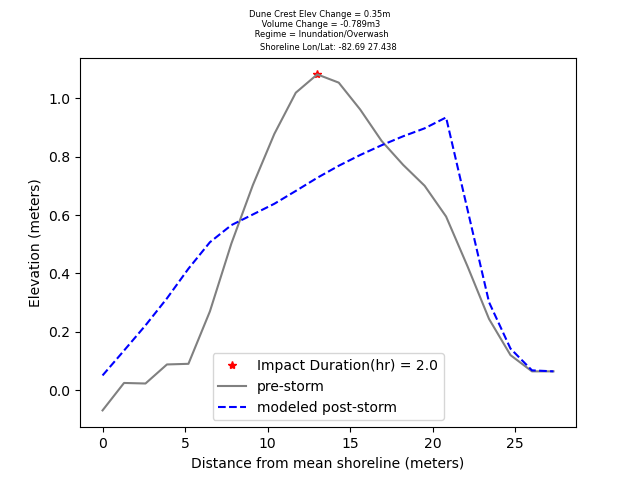 Dune Crest Elev Change = 0.35m
Volume Change = -0.789m3
Regime = Inundation/Overwash
Shoreline Lon/Lat: -82.69 27.438
1.0
0.8
0.6
0.4
0.2
0.0
Elevation (meters)
Impact Duration(hr) = 2.0
pre-storm
modeled post-storm
0 5 10 15 20 25
Distance from mean shoreline (meters)